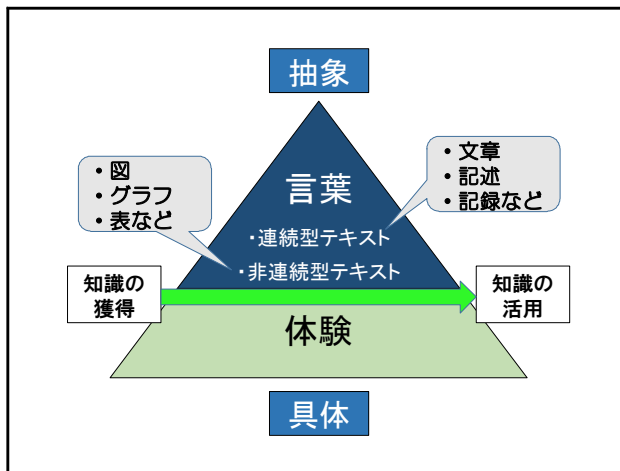 抽象
・図
・グラフ
・表など
・文章
・記述
・記録など
言葉
・連続型テキスト
・非連続型テキスト
知識の
獲得
知識の
活用
体験
具体